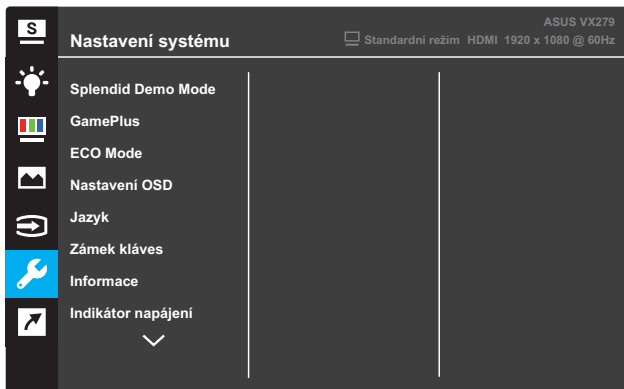 S
ASUS VX279
Nastavení systému
Standardní režim HDMI 1920 x 1080 @ 60Hz
Splendid Demo Mode
GamePlus
ECO Mode
Nastavení OSD
Jazyk
Zámek kláves
Informace
Indikátor napájení